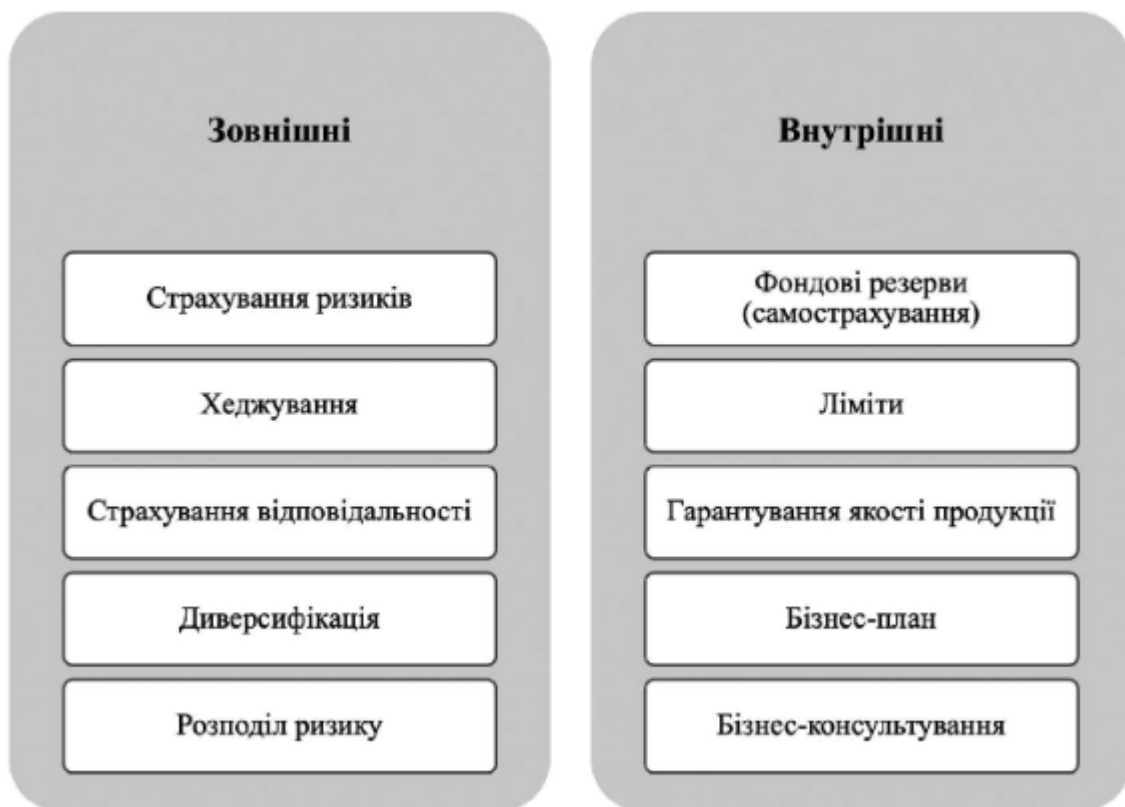 Зовнішні
Страхування ризиків
Хеджування
Страхування відповідальності
Диверсифікація
Розподіл ризику
Внутрішні
Фондові резерви
(самострахування)
Ліміти
Гарантування якості продукції
Бізнес-план
Бізнес-консультування